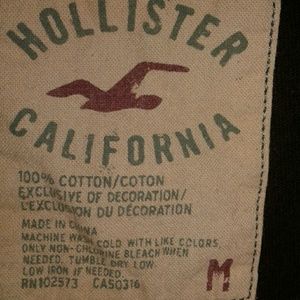 HOLLISTER
CALIFORNIA
100% COTTON/COTON
EXCLUSIVE OF DECORATION/
L'EXCLUSION DU DÉCORATION
MADE IN CHINA
MACHINE WASH COLD WITH LIKE COLORS,
ONLY NON-CHLORINE BLEACH WHEN
NEEDED. TUMBLE DRY LOW.
LOW IRON IF NEEDED.
RN102573 CA50316
M